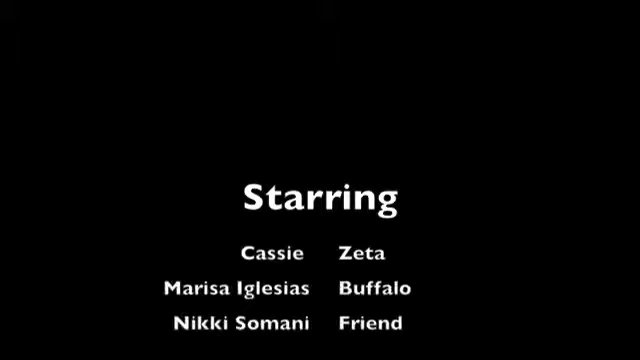 Starring
Cassie Zeta
Marisa Iglesias Buffalo
Nikki Somani Friend